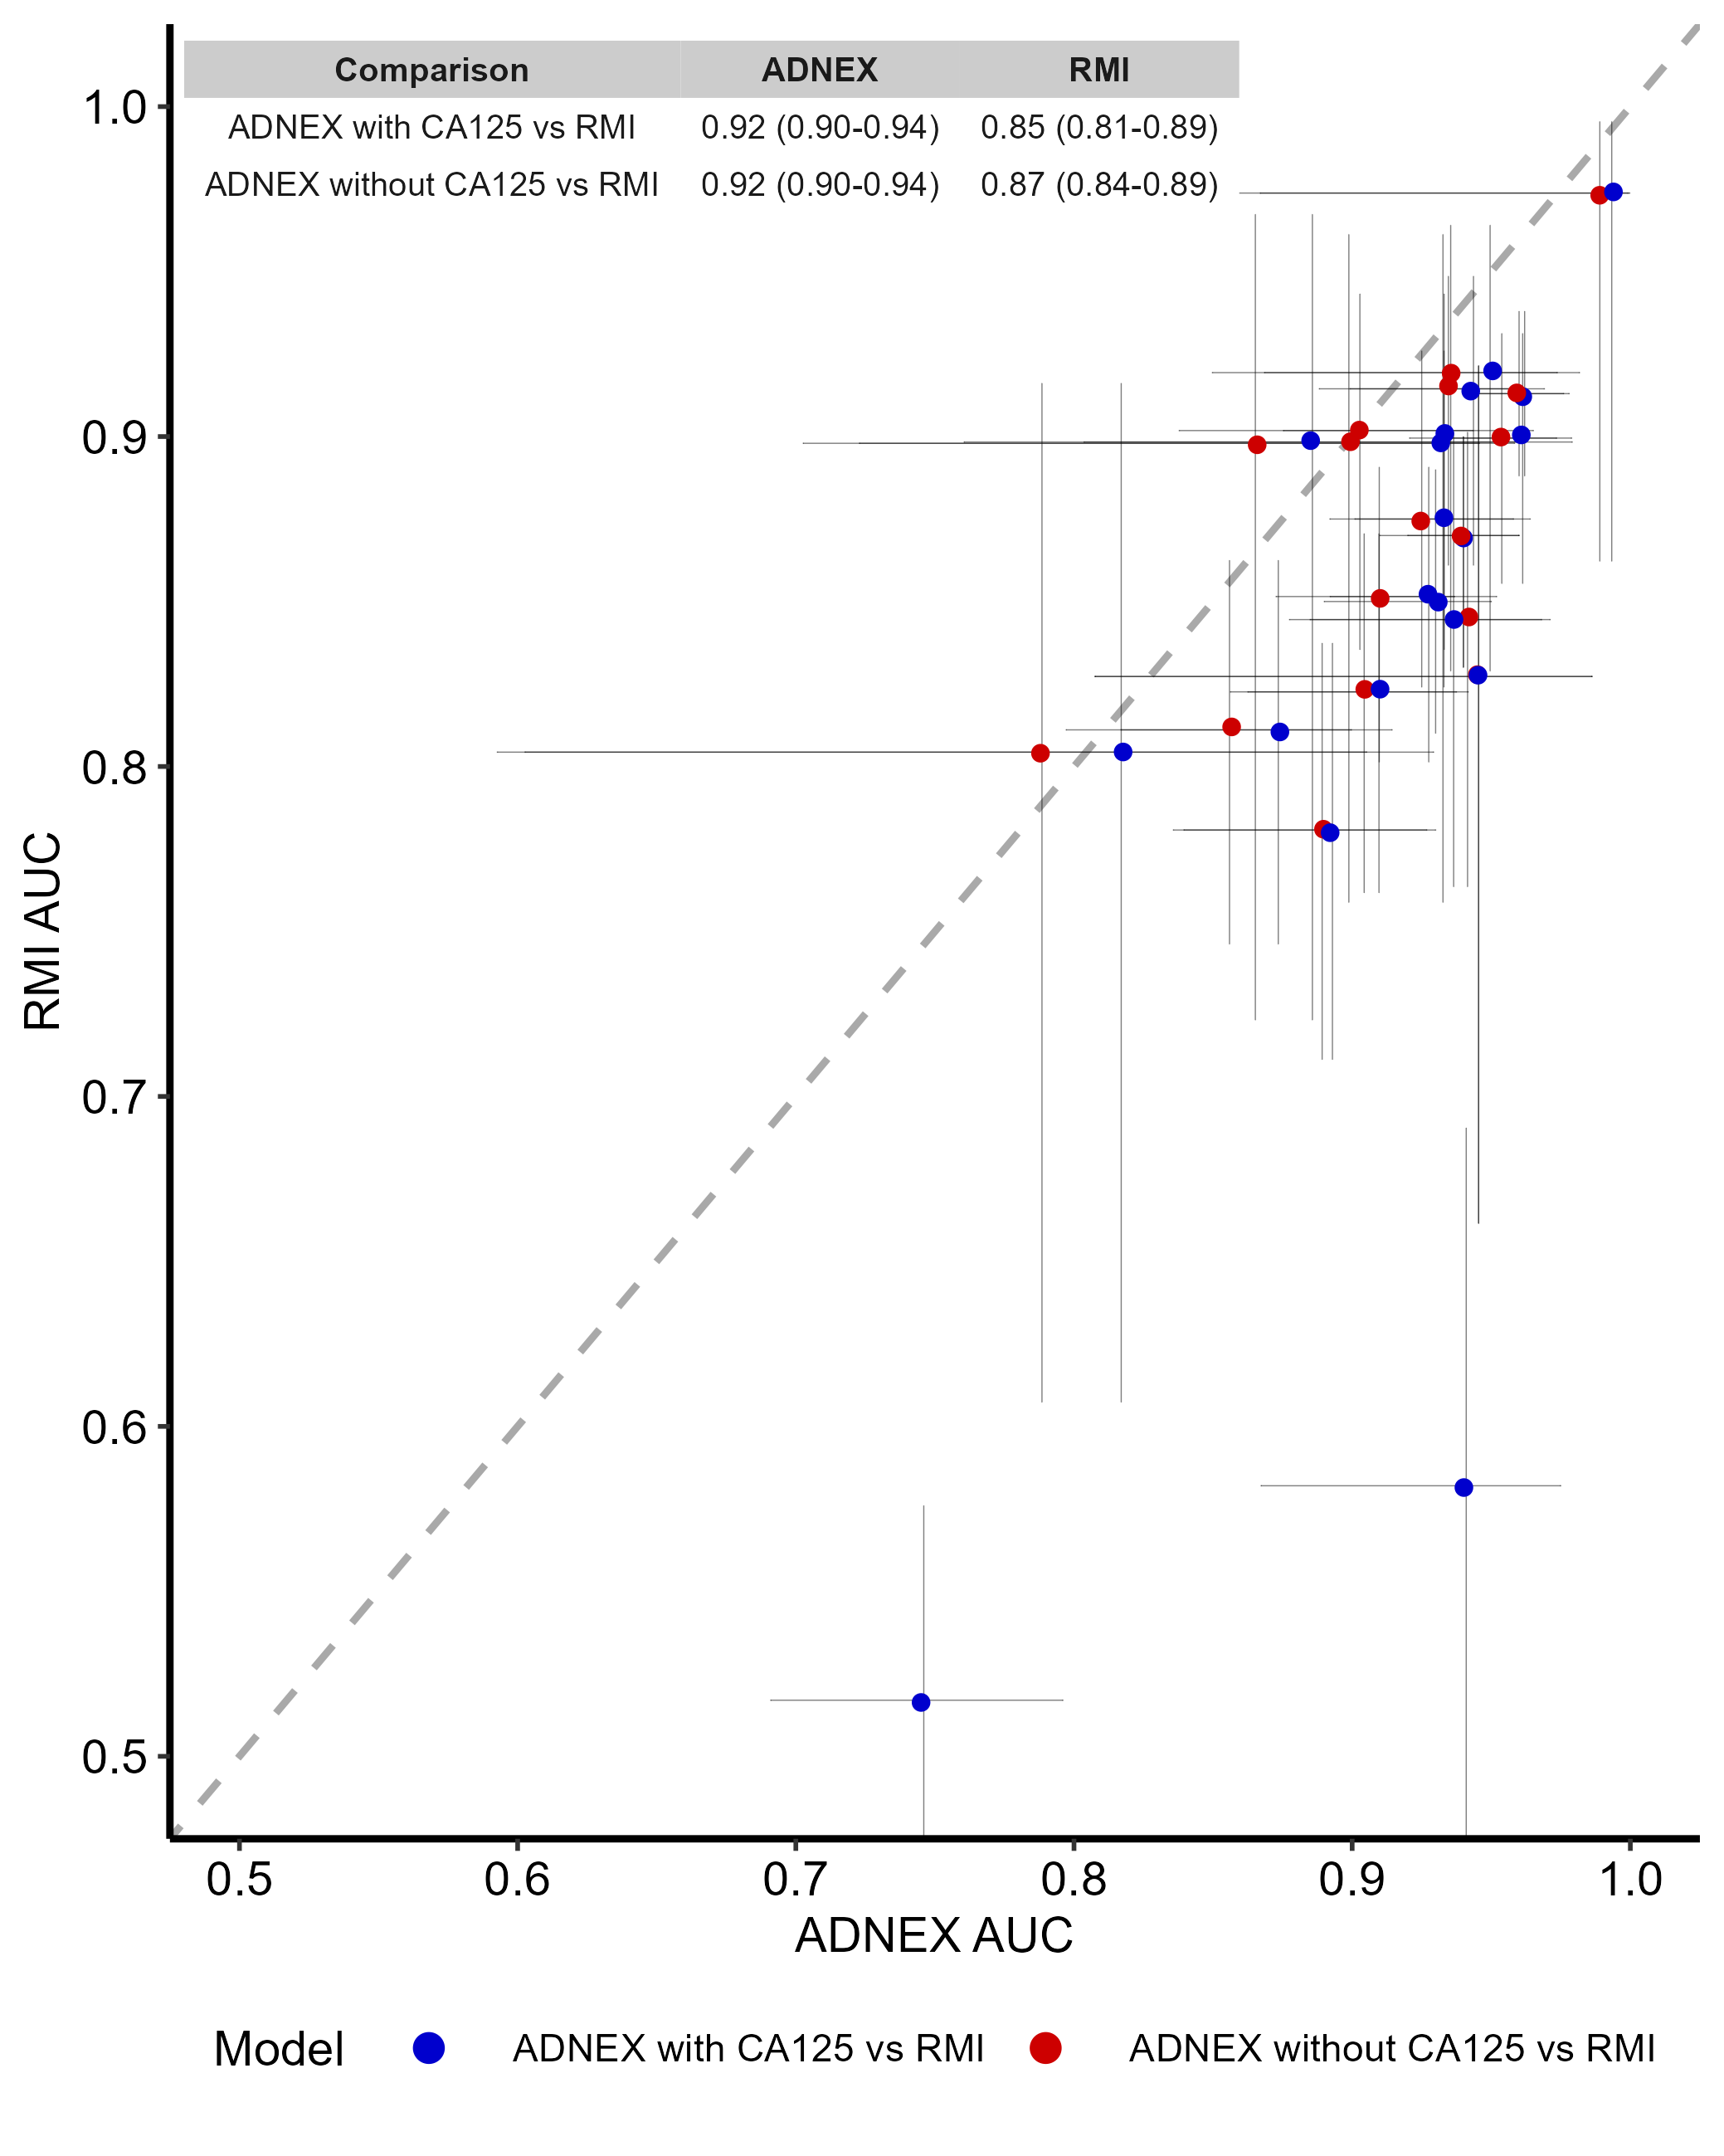 Comparison ADNEX RMI
ADNEX with CA125 vs RMI 0.92 (0.90-0.94) 0.85 (0.81-0.89)
ADNEX without CA125 vs RMI 0.92 (0.90-0.94) 0.87 (0.84-0.89)
1.0
0.9
0.8
0.7
0.6
0.5
RMI AUC
0.5 0.6 0.7 0.8 0.9 1.0
ADNEX AUC
Model ADNEX with CA125 vs RMI ADNEX without CA125 vs RMI